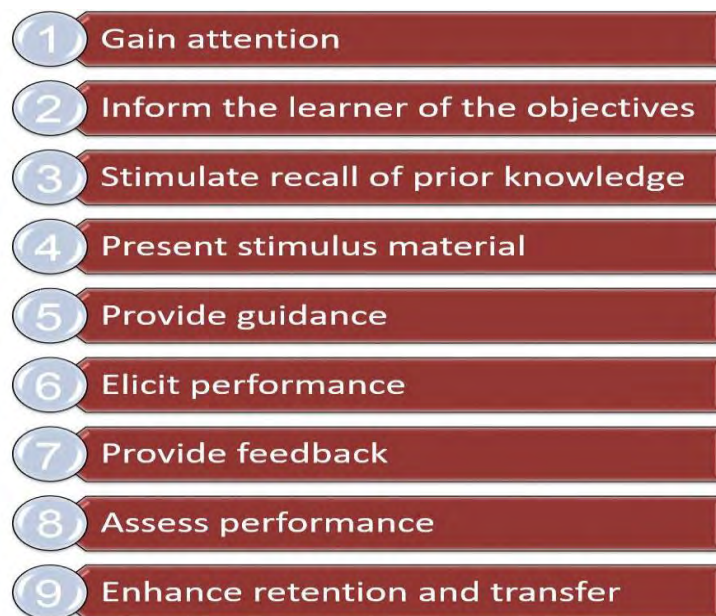 1 Gain attention
2 Inform the learner of the objectives
3 Stimulate recall of prior knowledge
4 Present stimulus material
5 Provide guidance
6 Elicit performance
7 Provide feedback
8 Assess performance
9 Enhance retention and transfer